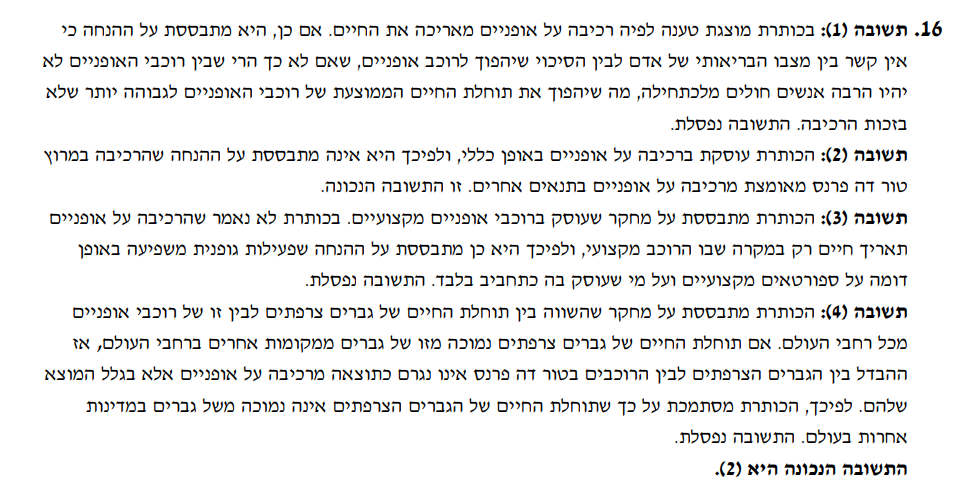 16. תשובה (1): בכותרת מוצגת טענה לפיה רכיבה על אופניים מאריכה את החיים. אם כן, היא מתבססת על ההנחה כי
אין קשר בין מצבו הבריאותי של אדם לבין הסיכוי שיהפוך לרוכב אופניים, שאם לא כך הרי שבין רוכבי האופניים לא
יהיו הרבה אנשים חולים מלכתחילה, מה שיהפוך את תוחלת החיים הממוצעת של רוכבי האופניים לגבוהה יותר שלא
בזכות הרכיבה. התשובה נפסלת.
תשובה (2): הכותרת עוסקת ברכיבה על אופניים באופן כללי, ולפיכך היא אינה מתבססת על ההנחה שהרכיבה במרוץ
טור דה פרנס מאומצת מרכיבה על אופניים בתנאים אחרים. זו התשובה הנכונה.
תשובה (3): הכותרת מתבססת על מחקר שעוסק ברוכבי אופניים מקצועיים. בכותרת לא נאמר שהרכיבה על אופניים
תאריך חיים רק במקרה שבו הרוכב מקצועי, ולפיכך היא כן מתבססת על ההנחה שפעילות גופנית משפיעה באופן
דומה על ספורטאים מקצועיים ועל מי שעוסק בה כתחביב בלבד. התשובה נפסלת.
תשובה (4): הכותרת מתבססת על מחקר שהשווה בין תוחלת החיים של גברים צרפתים לבין זו של רוכבי אופניים
מכל רחבי העולם. אם תוחלת החיים של גברים צרפתים נמוכה מזו של גברים ממקומות אחרים ברחבי העולם, אז
ההבדל בין הגברים הצרפתים לבין הרוכבים בטור דה פרנס אינו נגרם כתוצאה מרכיבה על אופניים אלא בגלל המוצא
שלהם. לפיכך, הכותרת מסתמכת על כך שתוחלת החיים של הגברים הצרפתים אינה נמוכה משל גברים במדינות
אחרות בעולם. התשובה נפסלת.
התשובה הנכונה היא (2).